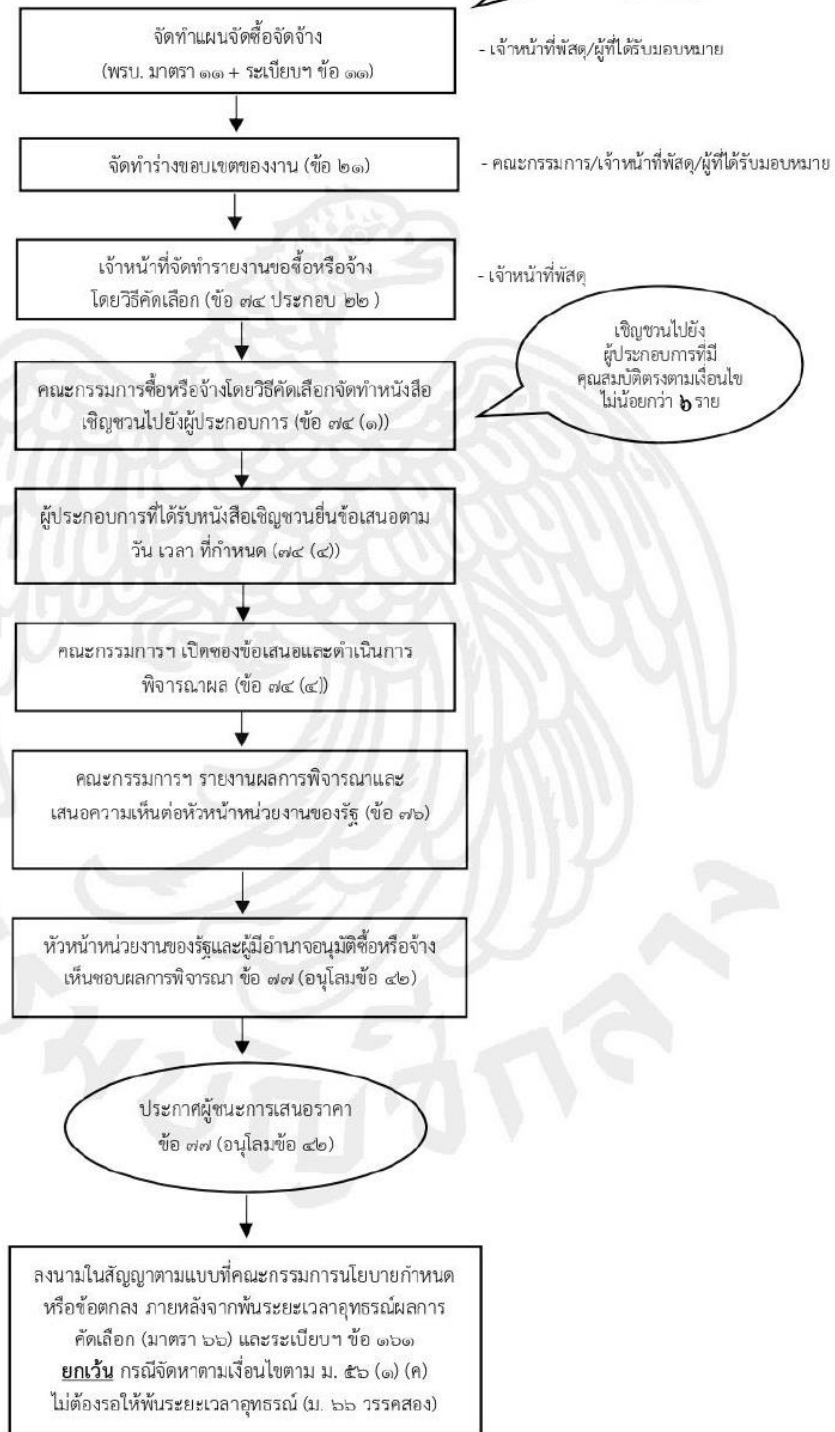 จัดทำแผนจัดซื้อจัดจ้าง
(พรบ. มาตรา ๑๑ + ระเบียบฯ ข้อ ๑๑)
- เจ้าหน้าที่พัสดุ/ผู้ที่ได้รับมอบหมาย
จัดทำร่างขอบเขตของงาน (ข้อ ๒๑)
- คณะกรรมการ/เจ้าหน้าที่พัสดุ/ผู้ที่ได้รับมอบหมาย
เจ้าหน้าที่จัดทำรายงานขอซื้อหรือจ้าง
โดยวิธีคัดเลือก (ข้อ ๗๔ ประกอบ ๒๒ )
- เจ้าหน้าที่พัสดุ
เชิญชวนไปยัง
ผู้ประกอบการที่มี
คุณสมบัติตรงตามเงื่อนไข
ไม่น้อยกว่า ๖ ราย
คณะกรรมการซื้อหรือจ้างโดยวิธีคัดเลือกจัดทำหนังสือ
เชิญชวนไปยังผู้ประกอบการ (ข้อ ๗๔ (๑))
ผู้ประกอบการที่ได้รับหนังสือเชิญชวนยื่นข้อเสนอตาม
วัน เวลา ที่กำหนด (๗๔ (๔))
คณะกรรมการฯ เปิดซองข้อเสนอและดำเนินการ
พิจารณาผล (ข้อ ๗๔ (๔))
คณะกรรมการฯ รายงานผลการพิจารณาและ
เสนอความเห็นต่อหัวหน้าหน่วยงานของรัฐ (ข้อ ๗๖)
หัวหน้าหน่วยงานของรัฐและผู้มีอำนาจอนุมัติซื้อหรือจ้าง
เห็นชอบผลการพิจารณา ข้อ ๗๗ (อนุโลมข้อ ๔๒)
ประกาศผู้ชนะการเสนอราคา
ข้อ ๗๗ (อนุโลมข้อ ๔๒)
ลงนามในสัญญาตามแบบที่คณะกรรมการนโยบายกำหนด
หรือข้อตกลง ภายหลังจากพ้นระยะเวลาอุทธรณ์ผลการ
คัดเลือก (มาตรา ๖๖) และระเบียบฯ ข้อ ๑๖๑
ยกเว้น กรณีจัดหาตามเงื่อนไขตาม ม. ๕๖ (๑) (ค)
ไม่ต้องรอให้พ้นระยะเวลาอุทธรณ์ (ม. ๖๖ วรรคสอง)
กรมบัญชีกลาง